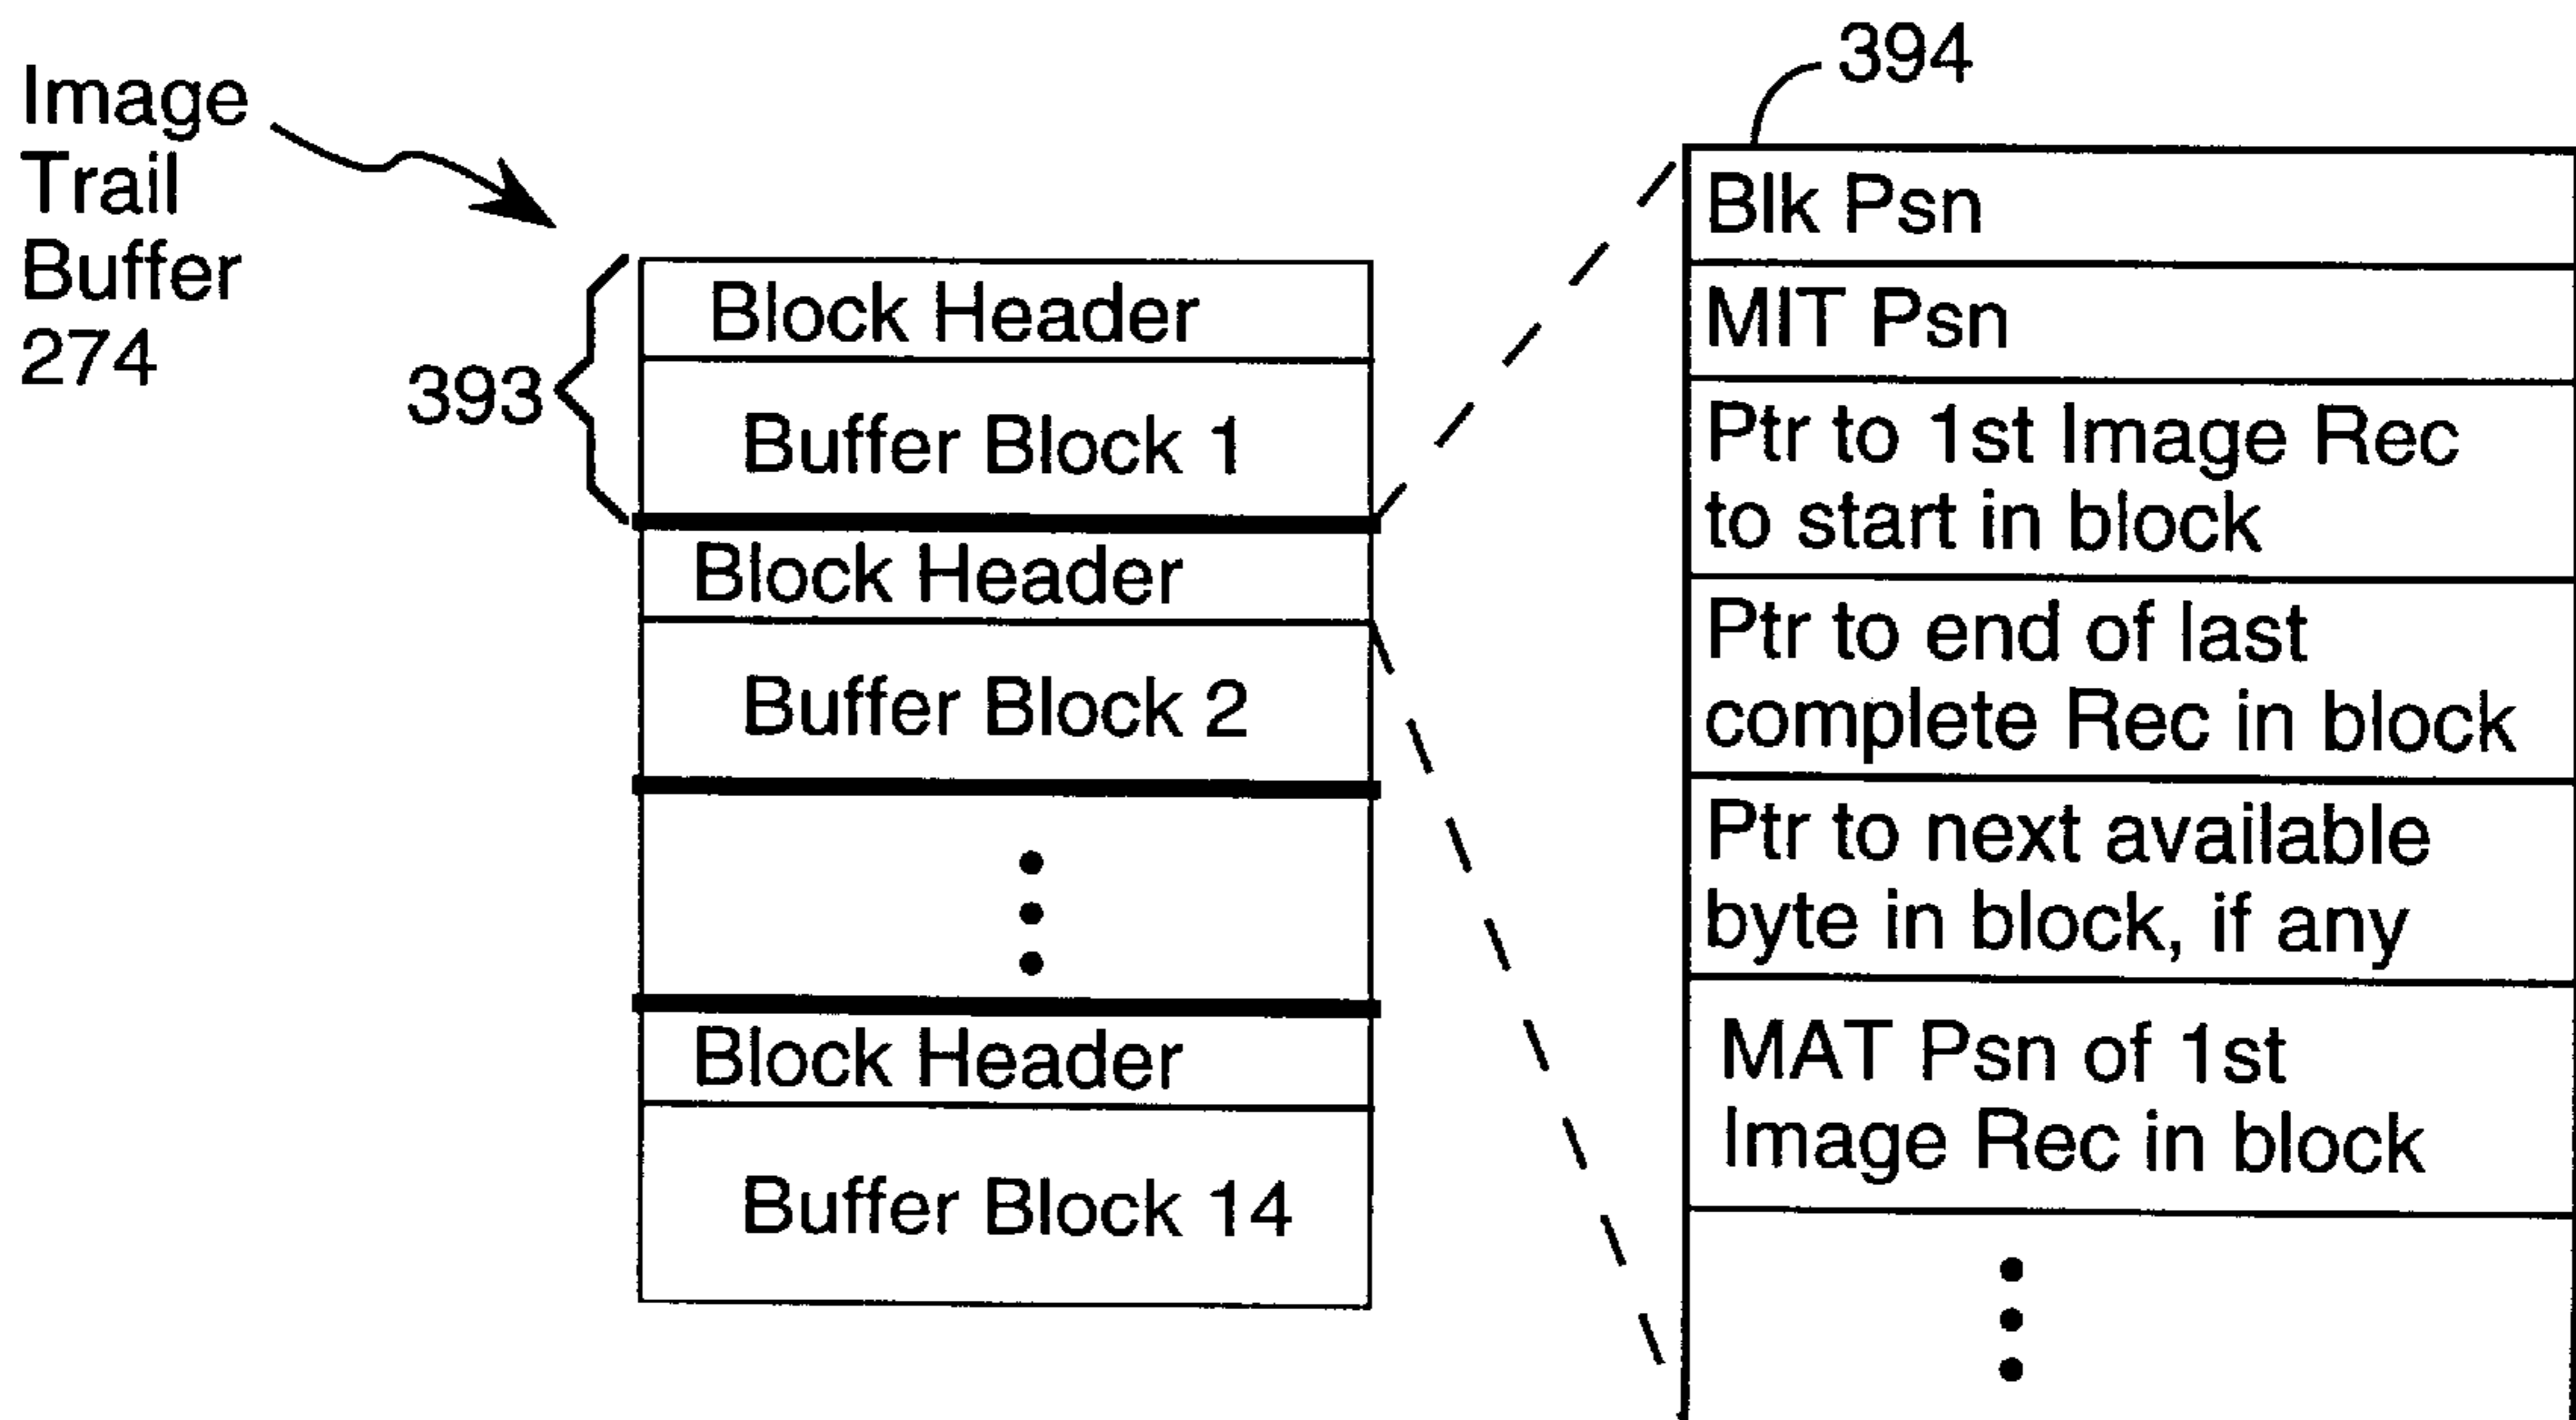 Image
Trail
Buffer
274
393
Block Header
Buffer Block 1
Block Header
Buffer Block 2
Block Header
Buffer Block 14
394
Blk Psn
MIT Psn
Ptr to 1st Image Rec
to start in block
Ptr to end of last
complete Rec in block
Ptr to next available
byte in block, if any
MAT Psn of 1st
Image Rec in block